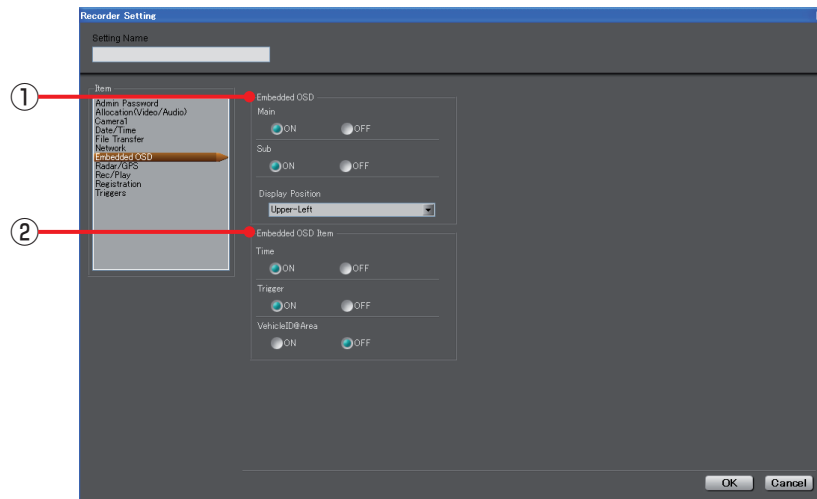 Recorder Setting
Setting Name
Item
Admin Password
Allocation(Video/Audio)
Camera1
Date/Time
File Transfer
Network
Embedded OSD
Radar/GPS
Rec/Play
Registration
Triggers
①
Embedded OSD
Main
ON OFF
Sub
ON OFF
Display Position
Upper-Left
②
Embedded OSD Item
Time
ON OFF
Trigger
ON OFF
VehicleID@Area
ON OFF
OK Cancel